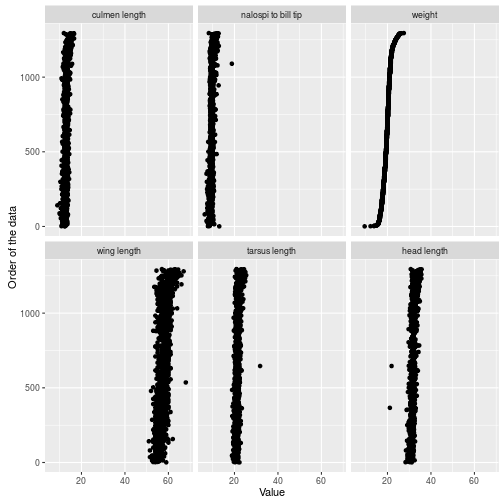 culmen length nalospi to bill tip weight
1000
500
0
Order of the data
wing length tarsus length head length
1000
500
0
20 40 60 20 40 60 20 40 60
Value